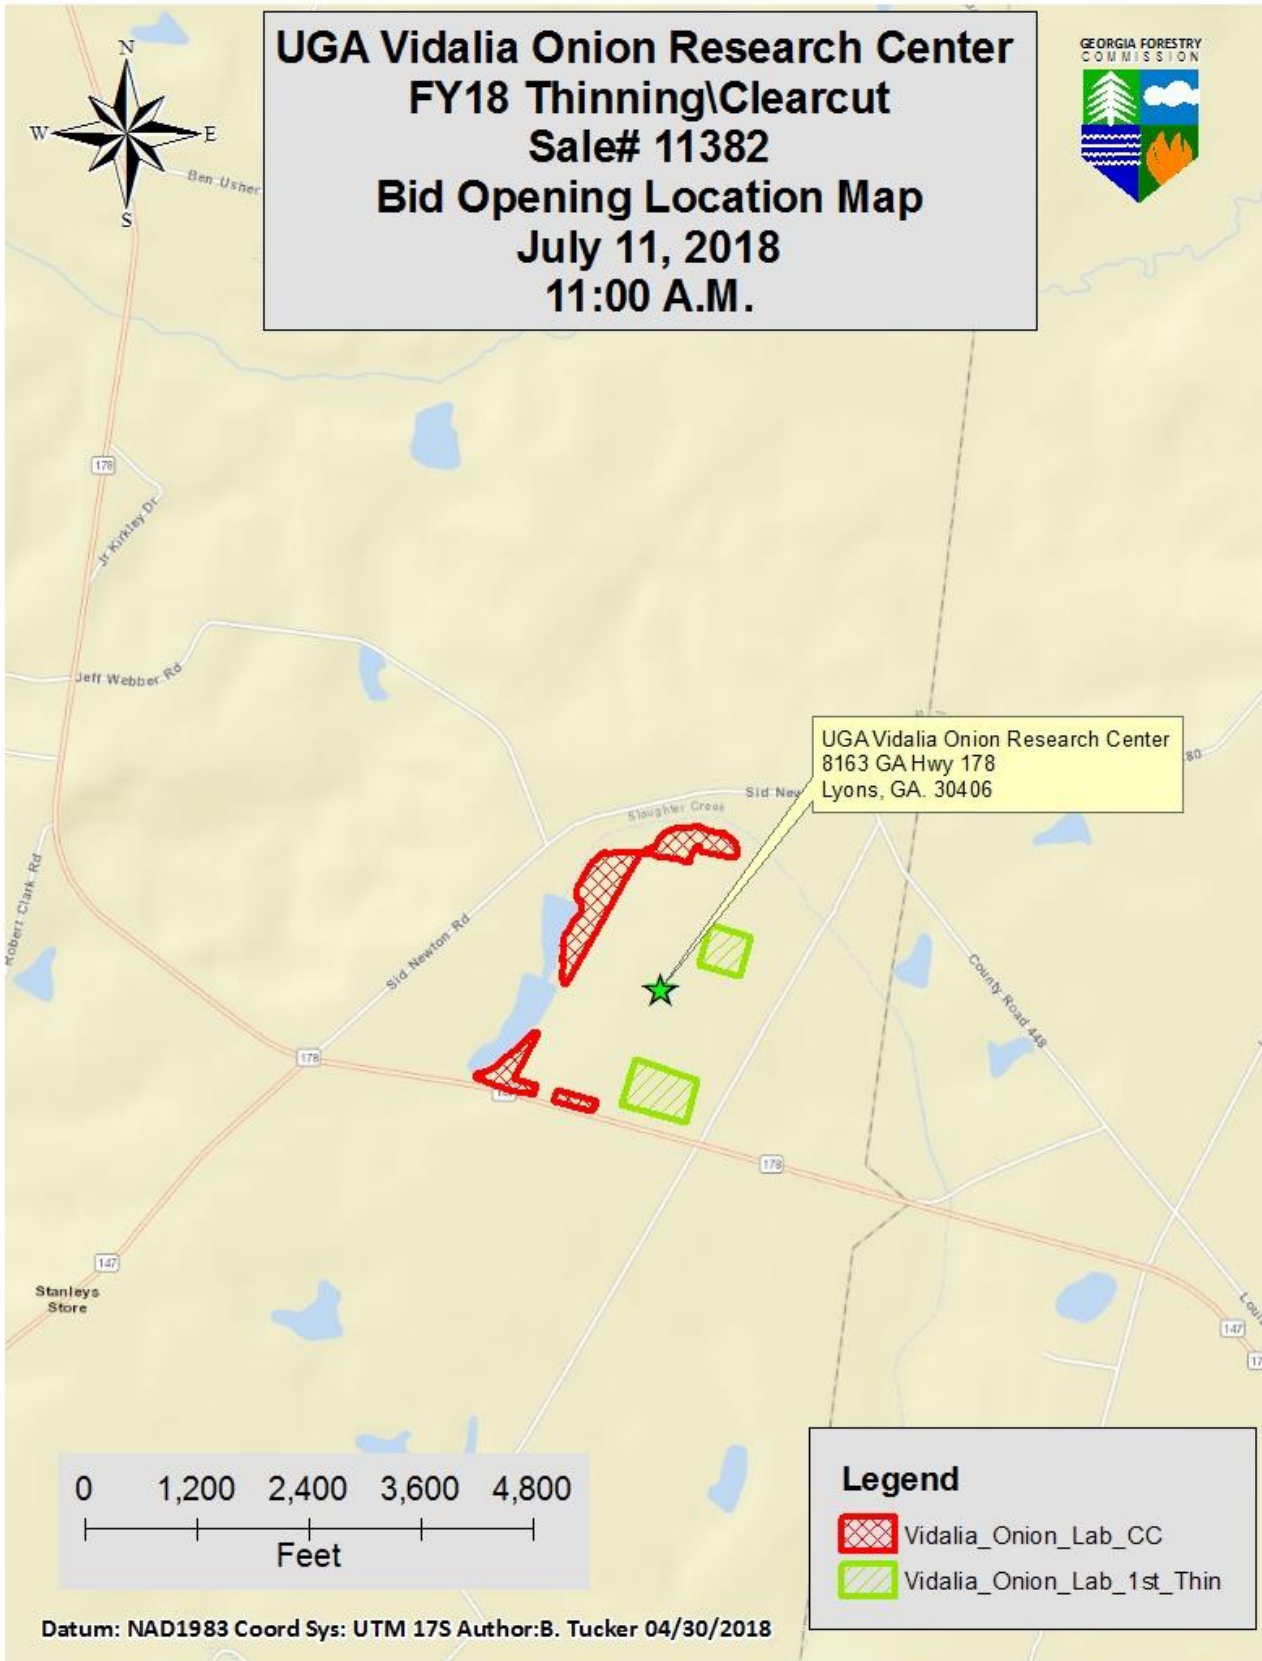 UGA Vidalia Onion Research Center
FY18 Thinning\Clearcut
Sale# 11382
Bid Opening Location Map
July 11, 2018
11:00 A.M.
GEORGIA FORESTRY
COMMISSION
N
W
E
S
Ben Usher
178
Jr Kirkley Dr
Jeff Webber Rd
UGA Vidalia Onion Research Center
8163 GA Hwy 178
Lyons, GA. 30406
80
Sid New
Slaughter Creek
Robert Clark Rd
Sid Newton Rd
County Road 448
178
178
147
Stanleys
Store
147
17
0 1,200 2,400 3,600 4,800
Feet
Legend
Vidalia_Onion_Lab_CC
Vidalia_Onion_Lab_1st_Thin
Datum: NAD1983 Coord Sys: UTM 17S Author:B. Tucker 04/30/2018